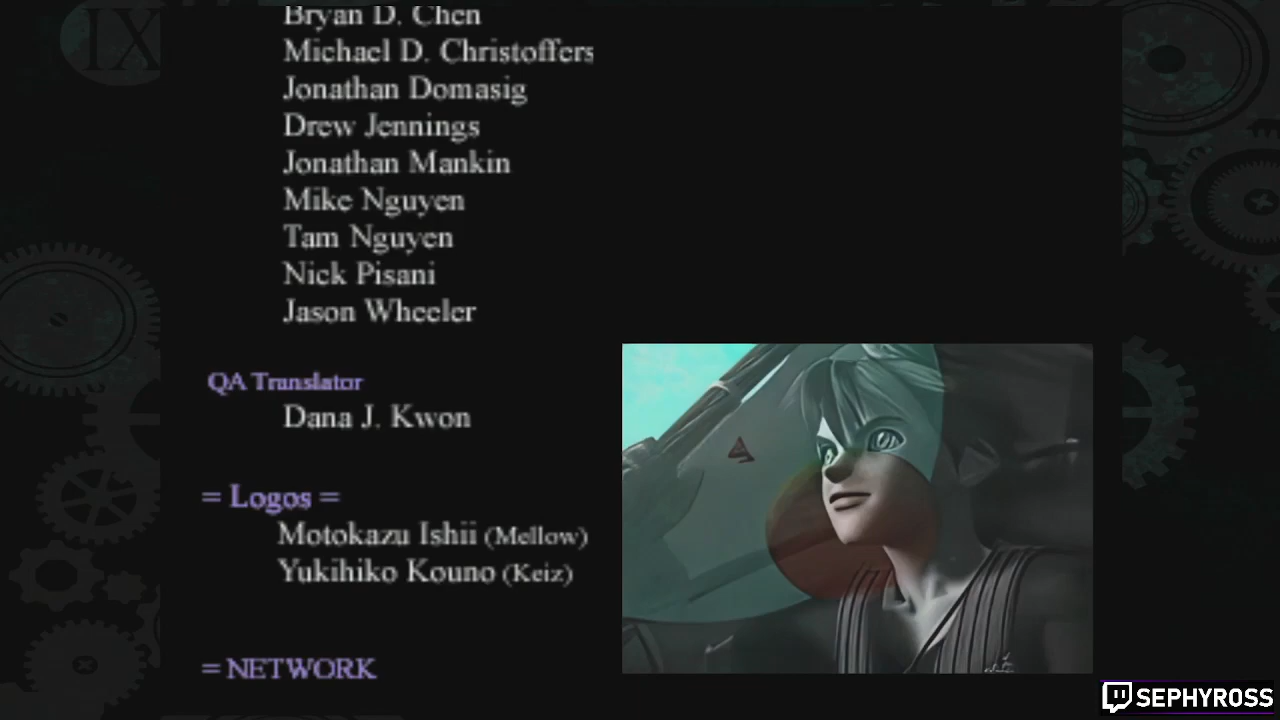 IX
Bryan D. Chen
Michael D. Christoffers
Jonathan Domasig
Drew Jennings
Jonathan Mankin
Mike Nguyen
Tam Nguyen
Nick Pisani
Jason Wheeler
QA Translator
Dana J. Kwon
= Logos =
Motokazu Ishii (Mellow)
Yukihiko Kouno (Keiz)
= NETWORK
SEPHYROSS